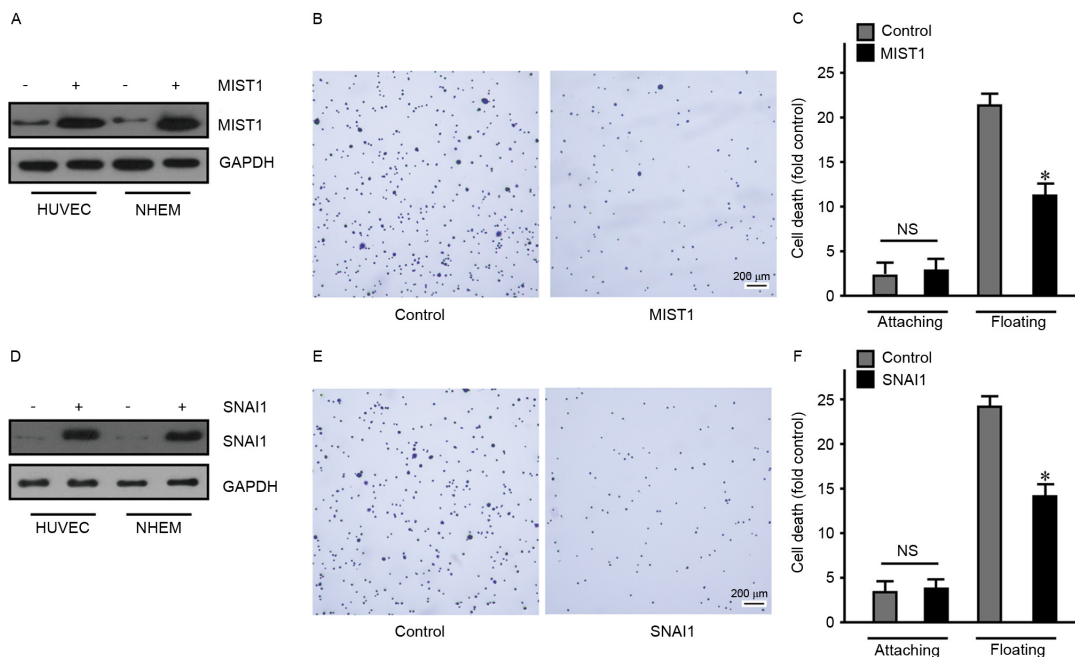 A
- + - + MIST1
MIST1
GAPDH
HUVEC NHEM
B
200 μm
Control MIST1
C
Control
MIST1
Cell death (fold control)
25
20
15
10
5
0
NS
*
Attaching Floating
D
- + - + SNAI1
SNAI1
GAPDH
HUVEC NHEM
E
200 μm
Control SNAI1
F
Control
SNAI1
Cell death (fold control)
25
20
15
10
5
0
NS
*
Attaching Floating